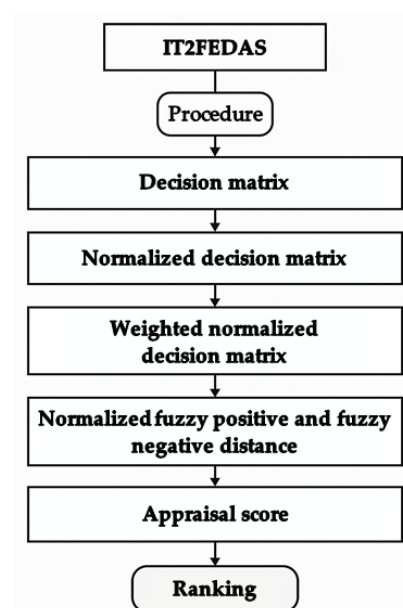 IT2FEDAS
Procedure
Decision matrix
Normalized decision matrix
Weighted normalized
decision matrix
Normalized fuzzy positive and fuzzy
negative distance
Appraisal score
Ranking